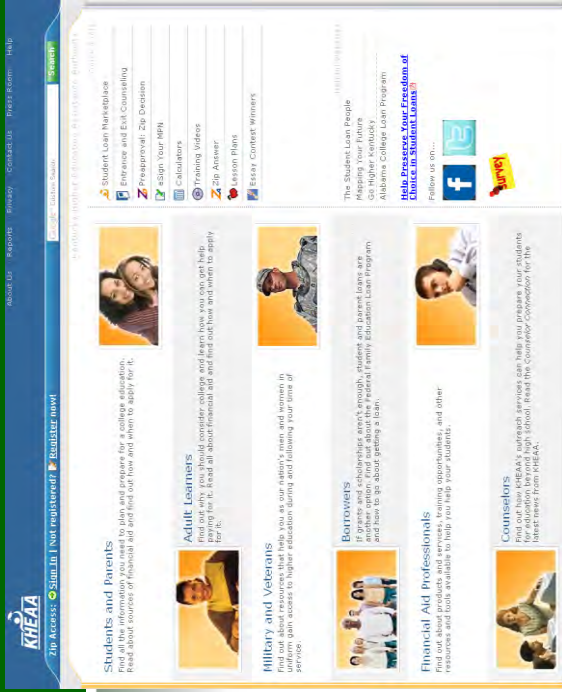 About Us Reports Privacy Contact Us Press Room Help
KHEAA
Zip Access: Sign In | Not registered? Register now!
Google Custom Search
Search
Kentucky Higher Education Assistance Authority
Students and Parents
Find all the information you need to plan and prepare for a college education.
Read about sources of financial aid and find out how and when to apply for it.
Adult Learners
Find out why you should consider college and learn how you can get help
paying for it. Read all about financial aid and find out how and when to apply
for it.
Military and Veterans
Find out about resources that help you as our nation's men and women in
uniform gain access to higher education during and following your time of
service.
Borrowers
If grants and scholarships aren't enough, student and parent loans are
another option. Find out about the Federal Family Education Loan Program
and how to go about getting a loan.
Financial Aid Professionals
Find out about products and services, training opportunities, and other
resources and tools available to help you help your students.
Counselors
Find out how KHEAA's outreach services can help you prepare your students
for education beyond high school. Read the Counselor Connection for the
latest news from KHEAA.
Student Loan Marketplace
Entrance and Exit Counseling
Preapproval: Zip Decision
eSign Your MPN
Calculators
Training Videos
Zip Answer
Lesson Plans
Essay Contest Winners
The Student Loan People
Mapping Your Future
Go Higher Kentucky
Alabama College Loan Program
Help Preserve Your Freedom of
Choice in Student Loans
Follow us on...
f t
survey